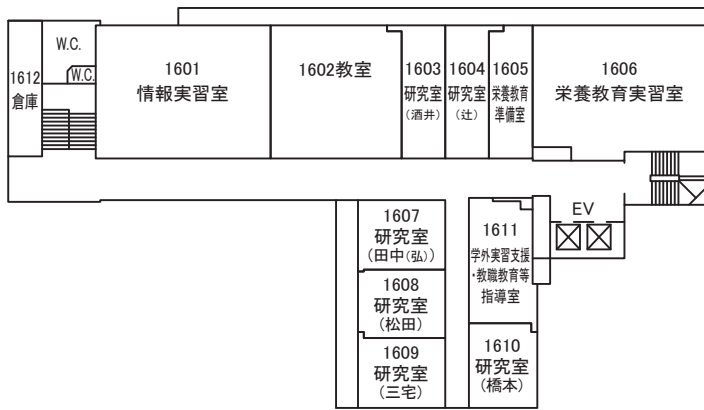 W.C.
W.C.
1612
倉庫
1601
情報実習室
1602教室
1603
研究室
(酒井)
1604
研究室
(辻)
1605
栄養教育
準備室
1606
栄養教育実習室
1607
研究室
(田中(弘))
1608
研究室
(松田)
1609
研究室
(三宅)
1611
学外実習支援
・教職教育等
指導室
1610
研究室
(橋本)
EV